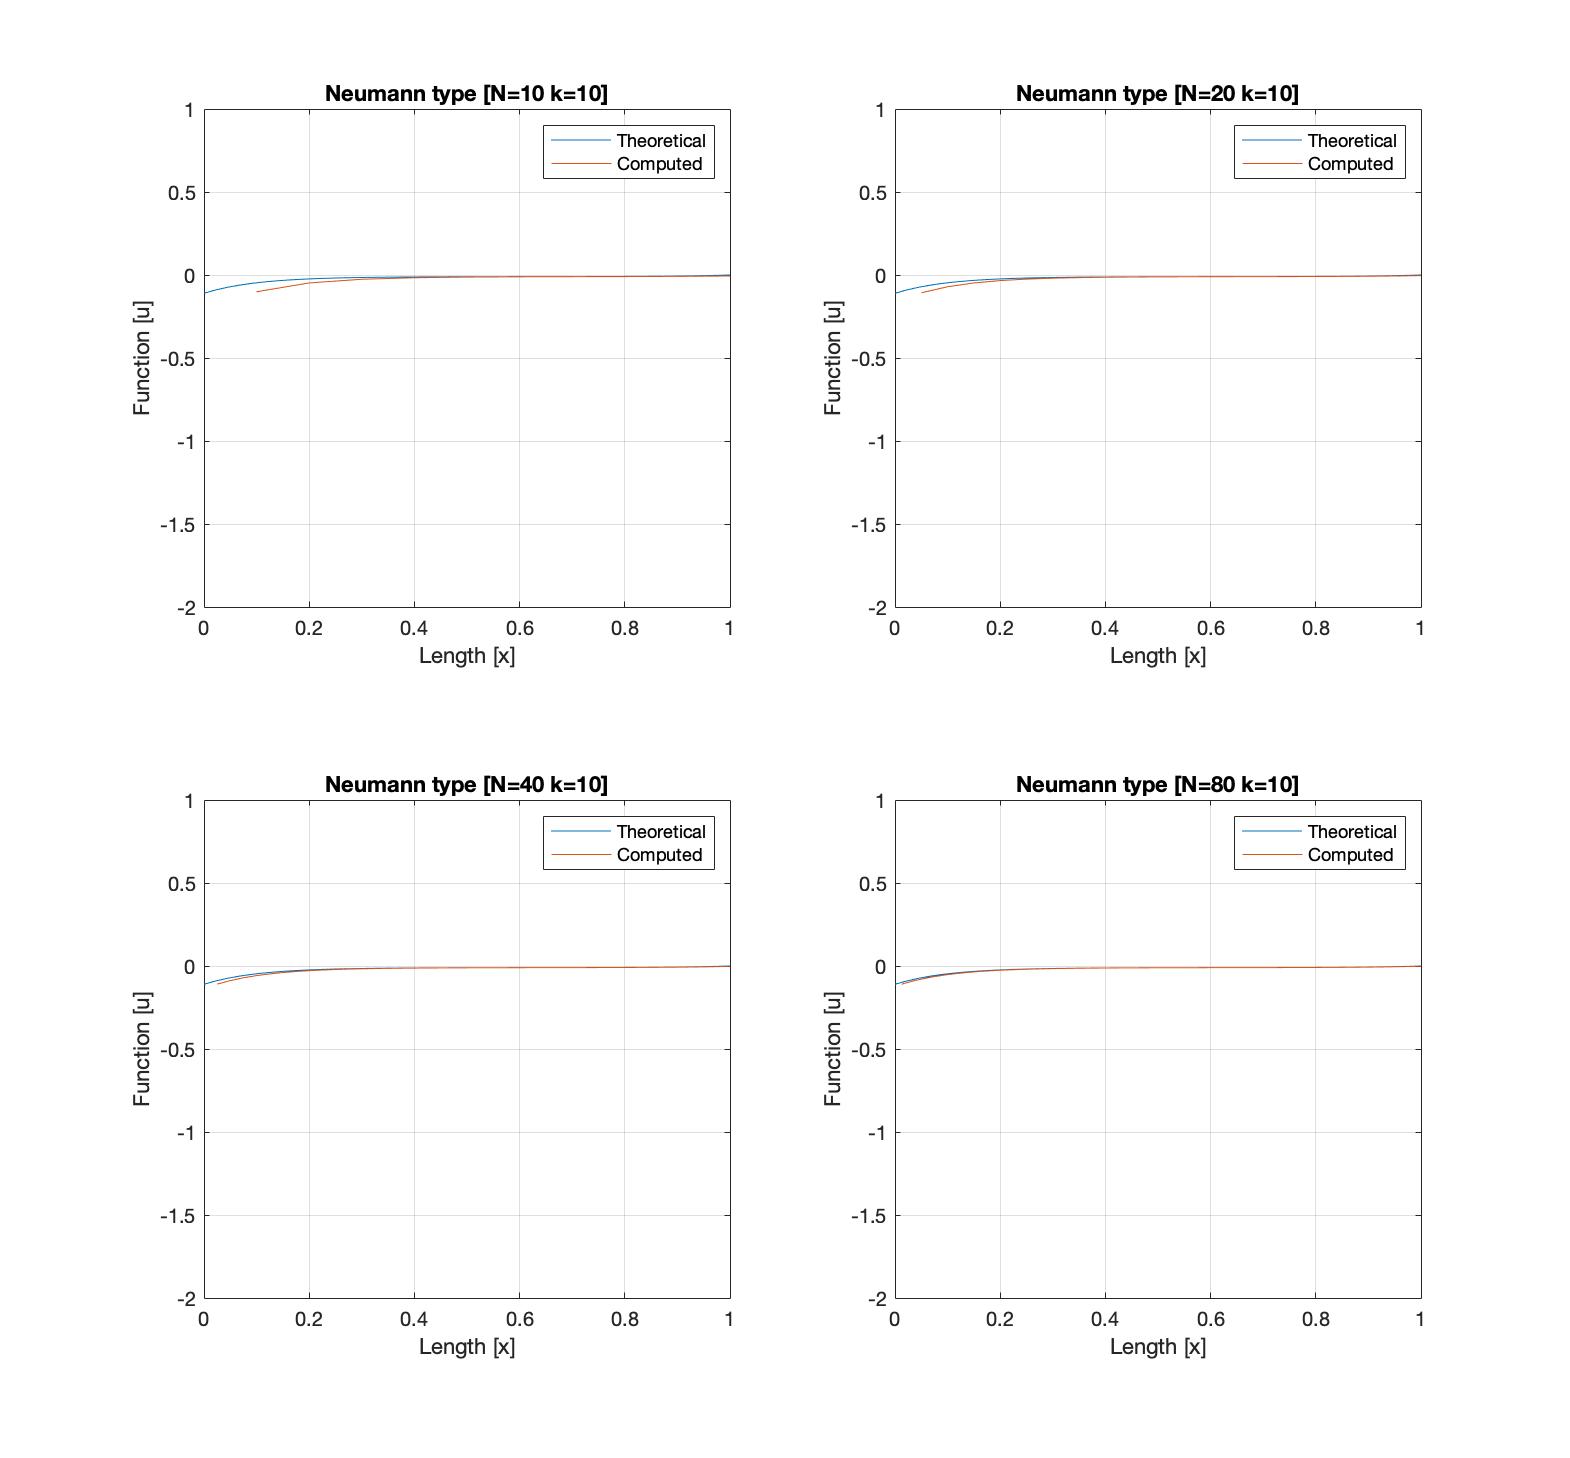 Neumann type [N=10 k=10]
1
0.5
0
-0.5
-1
-1.5
-2
Function [u]
Theoretical
Computed
0 0.2 0.4 0.6 0.8 1
Length [x]
Neumann type [N=20 k=10]
1
0.5
0
-0.5
-1
-1.5
-2
Function [u]
Theoretical
Computed
0 0.2 0.4 0.6 0.8 1
Length [x]
Neumann type [N=40 k=10]
1
0.5
0
-0.5
-1
-1.5
-2
Function [u]
Theoretical
Computed
0 0.2 0.4 0.6 0.8 1
Length [x]
Neumann type [N=80 k=10]
1
0.5
0
-0.5
-1
-1.5
-2
Function [u]
Theoretical
Computed
0 0.2 0.4 0.6 0.8 1
Length [x]